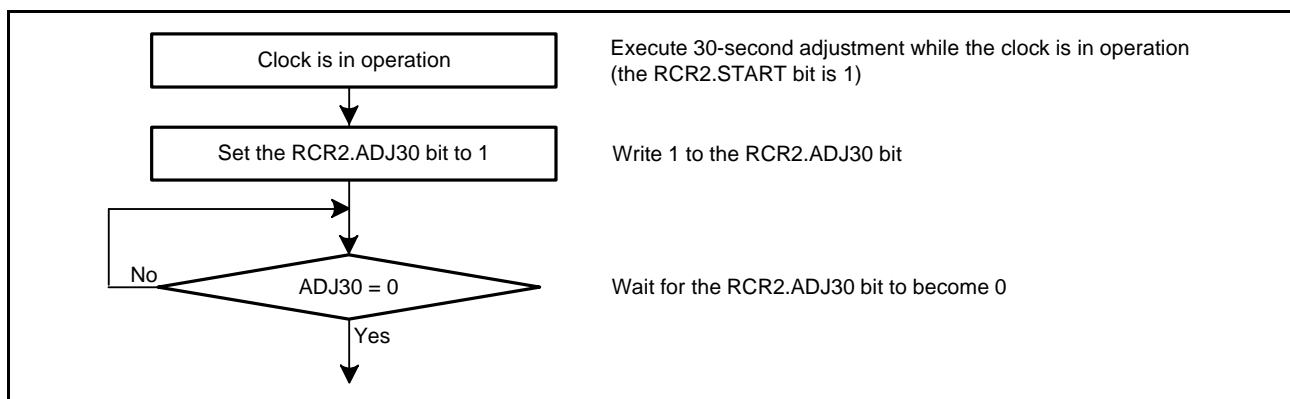 Clock is in operation
Execute 30-second adjustment while the clock is in operation
(the RCR2.START bit is 1)
Set the RCR2.ADJ30 bit to 1
Write 1 to the RCR2.ADJ30 bit
No
ADJ30 = 0
Wait for the RCR2.ADJ30 bit to become 0
Yes